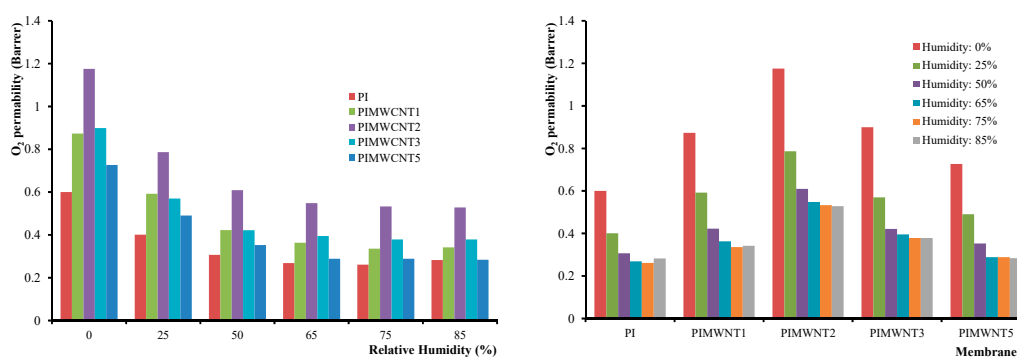 O2 permability (Barrer)
1.4
1.2
1
0.8
0.6
0.4
0.2
0
0 25 50 65 75 85
Relative Humidity (%)
PI
PIMWCNT1
PIMWCNT2
PIMWCNT3
PIMWCNT5
O2 permability (Barrer)
1.4
1.2
1
0.8
0.6
0.4
0.2
0
PI PIMWNT1 PIMWNT2 PIMWNT3 PIMWNT5
Membrane
Humidity: 0%
Humidity: 25%
Humidity: 50%
Humidity: 65%
Humidity: 75%
Humidity: 85%